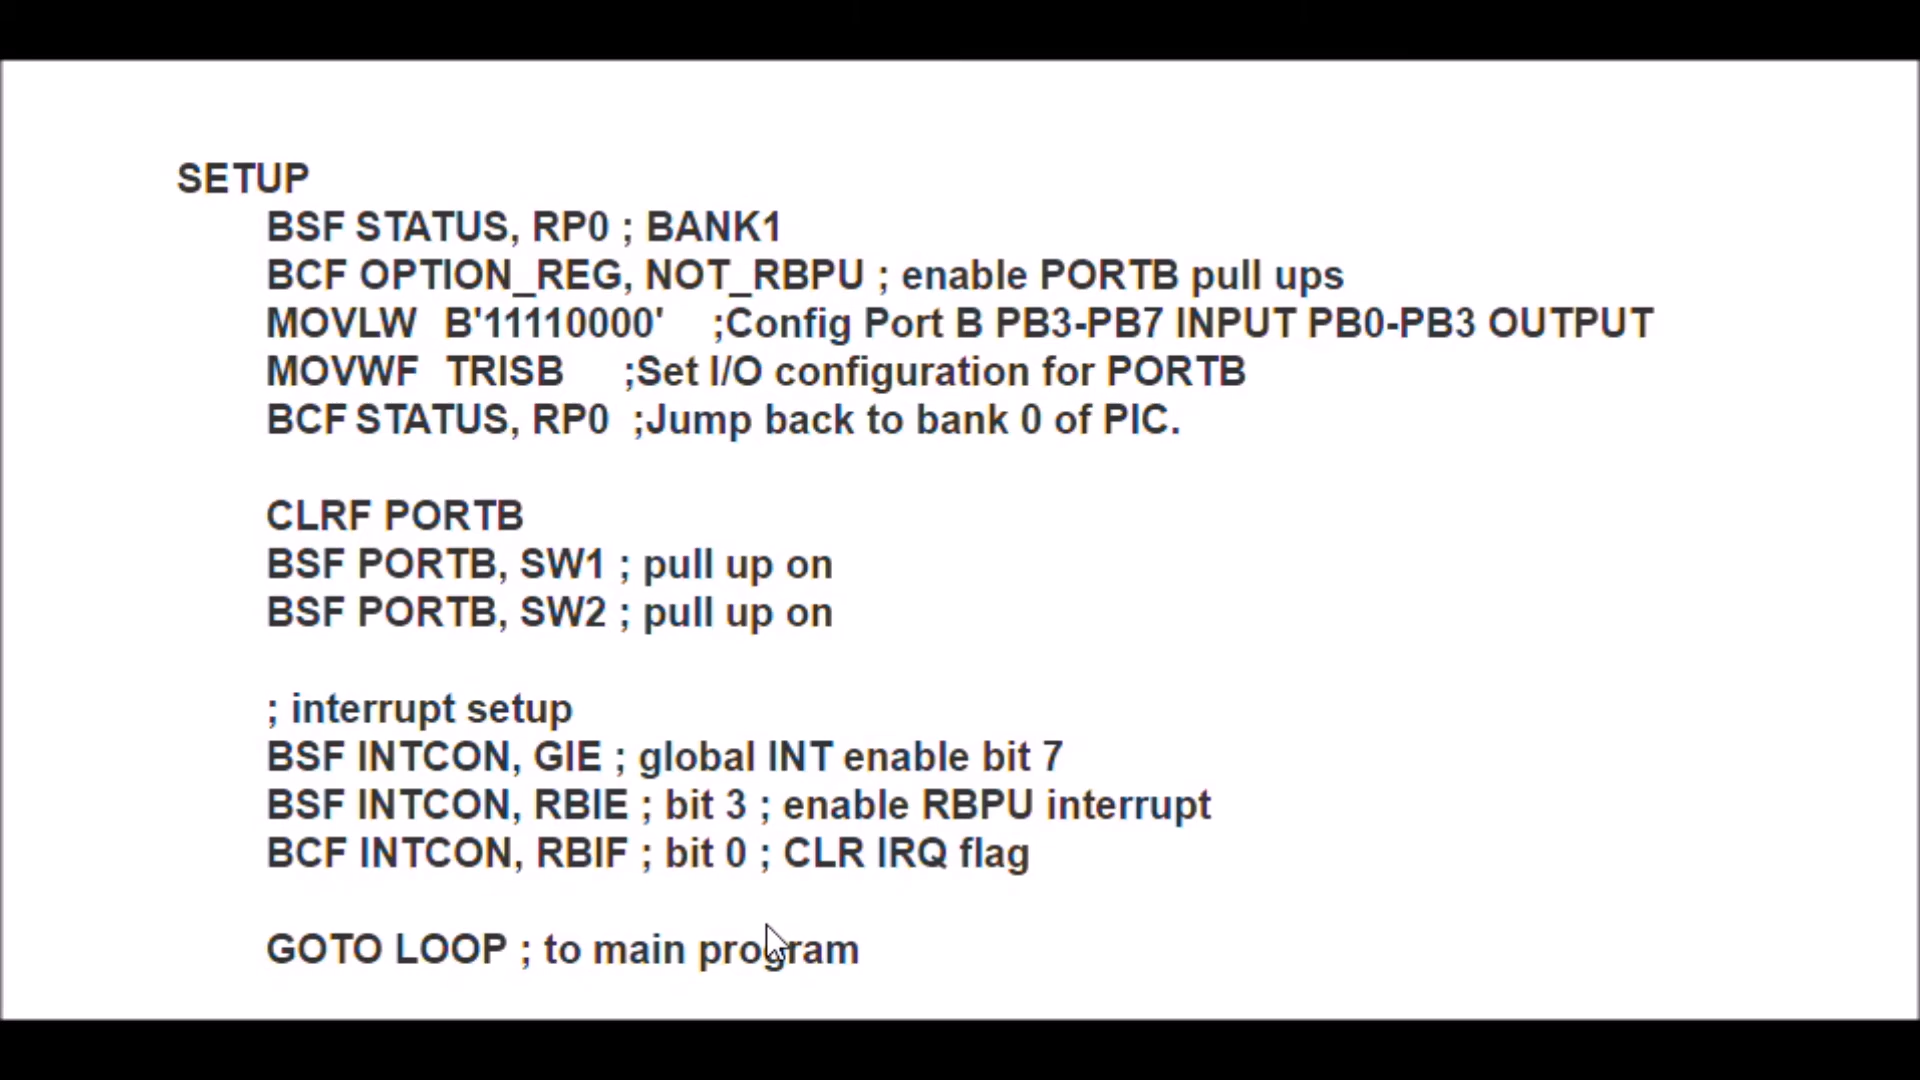 SETUP
BSF STATUS, RP0 ; BANK1
BCF OPTION_REG, NOT_RBPU ; enable PORTB pull ups
MOVLW B'11110000' ;Config Port B PB3-PB7 INPUT PB0-PB3 OUTPUT
MOVWF TRISB ;Set I/O configuration for PORTB
BCF STATUS, RP0 ;Jump back to bank 0 of PIC.
CLRF PORTB
BSF PORTB, SW1 ; pull up on
BSF PORTB, SW2 ; pull up on
; interrupt setup
BSF INTCON, GIE ; global INT enable bit 7
BSF INTCON, RBIE ; bit 3 ; enable RBPU interrupt
BCF INTCON, RBIF ; bit 0 ; CLR IRQ flag
GOTO LOOP ; to main program